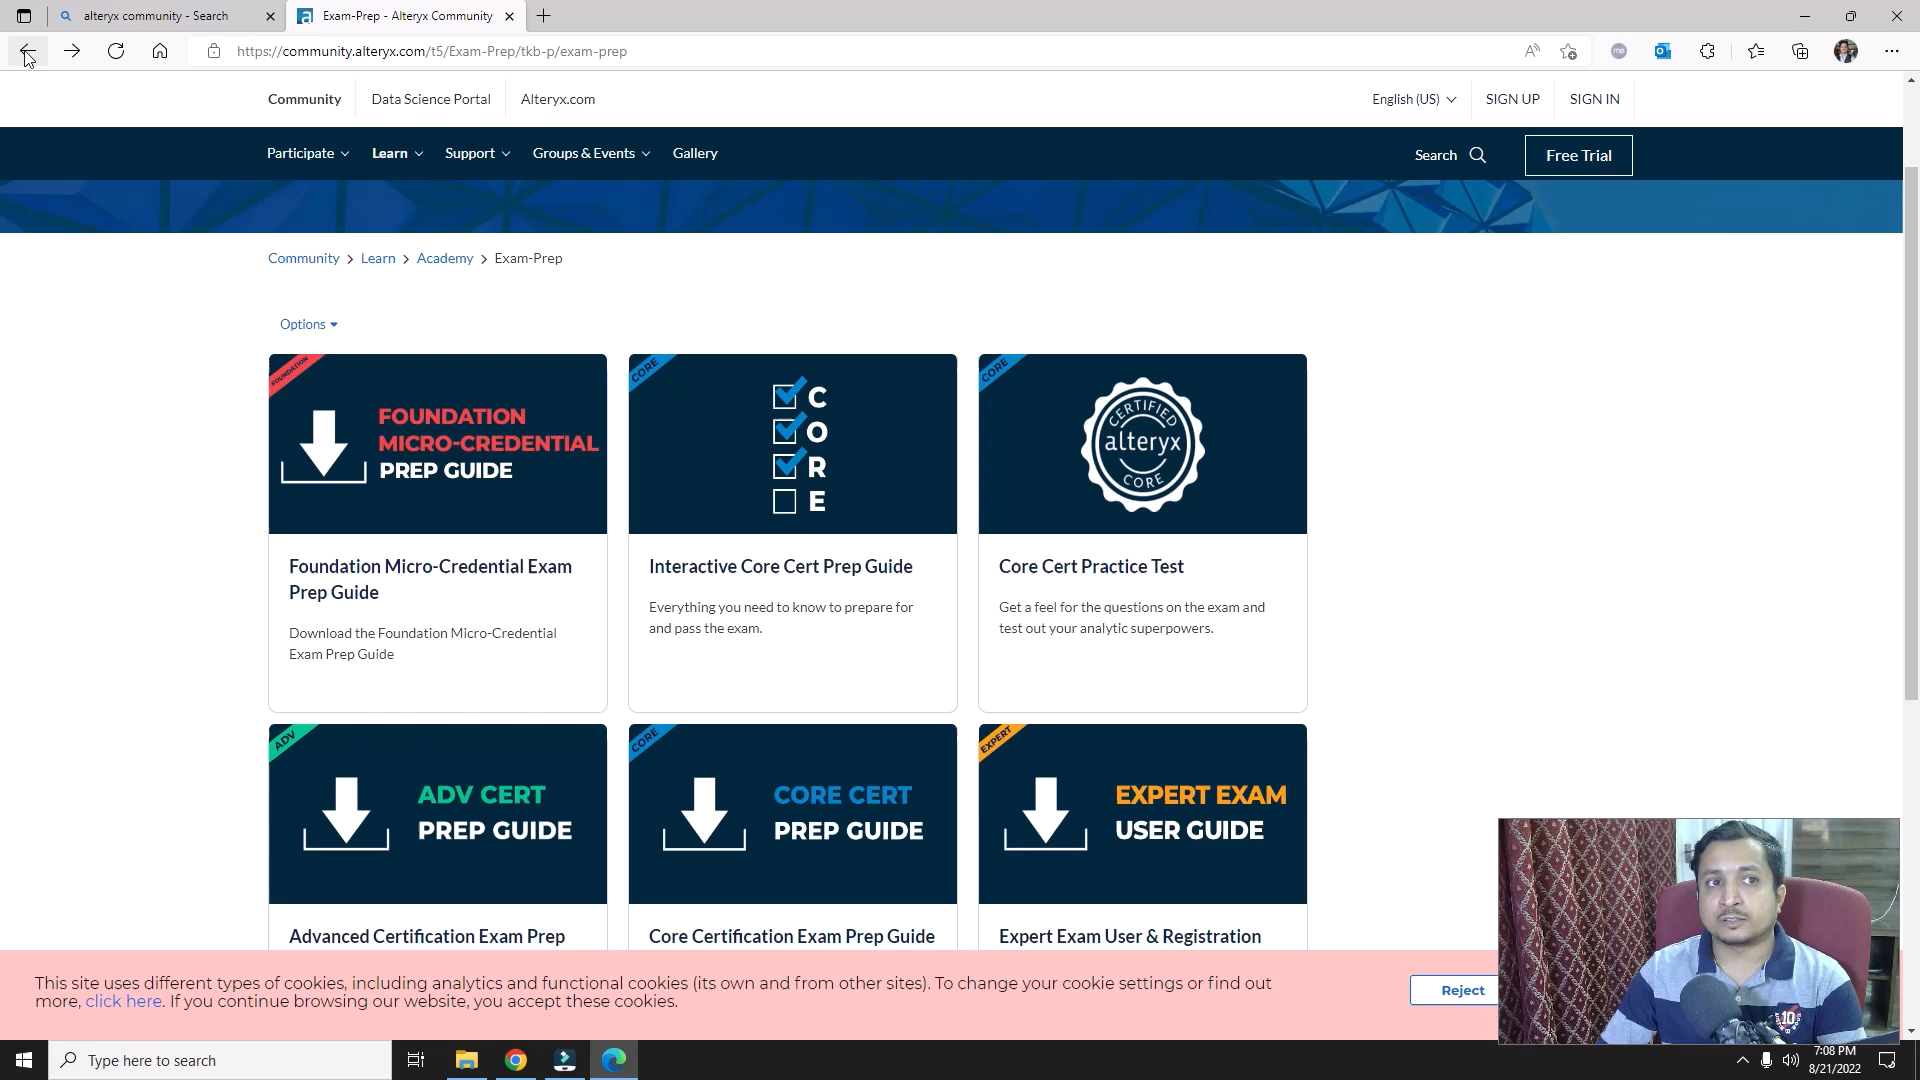 alteryx community - Search
Exam-Prep - Alteryx Community
https://community.alteryx.com/t5/Exam-Prep/tkb-p/exam-prep
Community
Data Science Portal
Alteryx.com
English (US)
SIGN UP
SIGN IN
Participate
Learn
Support
Groups & Events
Gallery
Search
Free Trial
Community > Learn > Academy > Exam-Prep
Options
FOUNDATION
FOUNDATION
MICRO-CREDENTIAL
PREP GUIDE
Foundation Micro-Credential Exam
Prep Guide
Download the Foundation Micro-Credential
Exam Prep Guide
CORE
C
O
R
E
Interactive Core Cert Prep Guide
Everything you need to know to prepare for
and pass the exam.
CORE
CERTIFIED
alteryx
CORE
Core Cert Practice Test
Get a feel for the questions on the exam and
test out your analytic superpowers.
ADV
ADV CERT
PREP GUIDE
Advanced Certification Exam Prep
CORE
CORE CERT
PREP GUIDE
Core Certification Exam Prep Guide
EXPERT
EXPERT EXAM
USER GUIDE
Expert Exam User & Registration
This site uses different types of cookies, including analytics and functional cookies (its own and from other sites). To change your cookie settings or find out
more, click here. If you continue browsing our website, you accept these cookies.
Reject
10
Type here to search
7:08 PM
8/21/2022